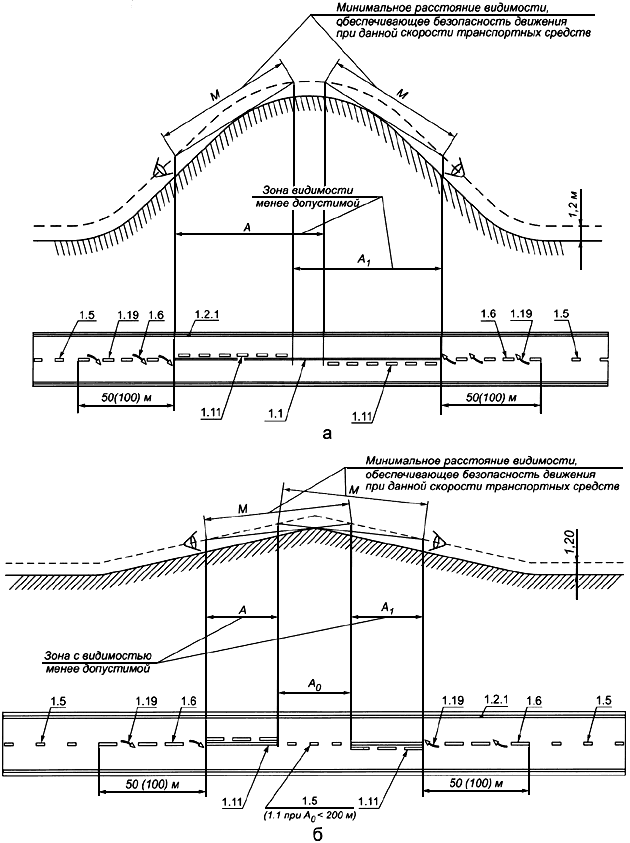 Минимальное расстояние видимости,
обеспечивающее безопасность движения
при данной скорости транспортных средств
М
М
Зона видимости
менее допустимой
1,2 м
А
А1
1.5
1.19
1.6
1.2.1
1.6
1.19
1.5
50(100) м
1.11
1.1
1.11
50(100) м
а
Минимальное расстояние видимости,
обеспечивающее безопасность движения
при данной скорости транспортных средств
М
М
1,20
А
А1
Зона с видимостью
менее допустимой
А0
1.5
1.19
1.6
1.19
1.2.1
1.6
1.5
50 (100) м
1.11
1.5
1.11
50 (100) м
(1.1 при А0 < 200 м)
б